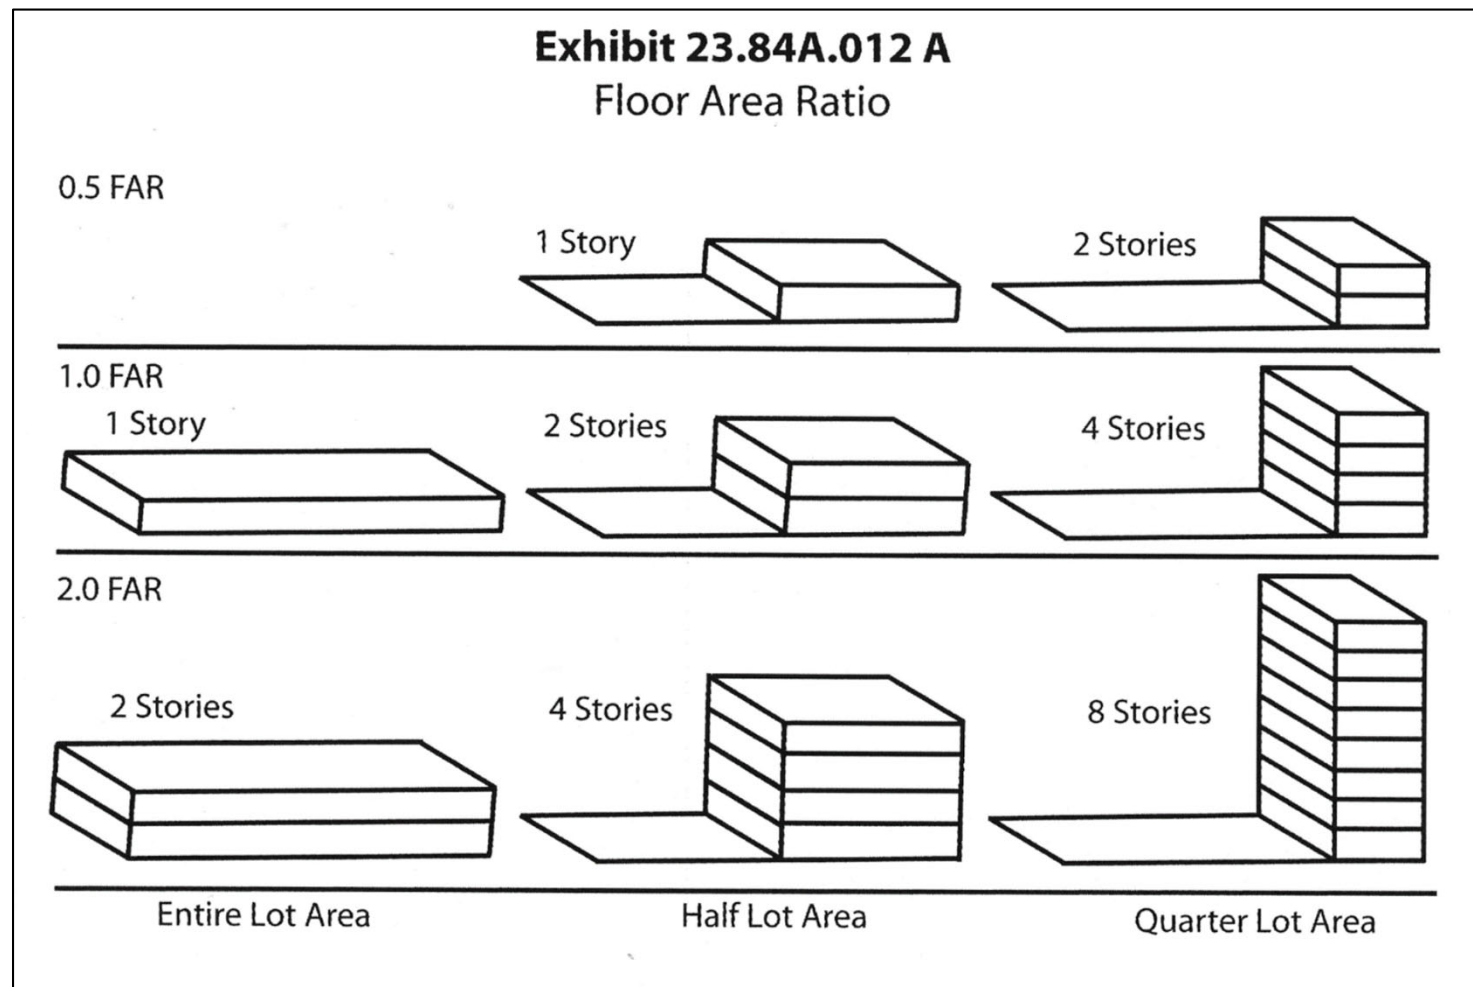 Exhibit 23.84A.012 A
Floor Area Ratio
0.5 FAR
1 Story
2 Stories
1.0 FAR
1 Story
2 Stories
4 Stories
2.0 FAR
2 Stories
4 Stories
8 Stories
Entire Lot Area
Half Lot Area
Quarter Lot Area